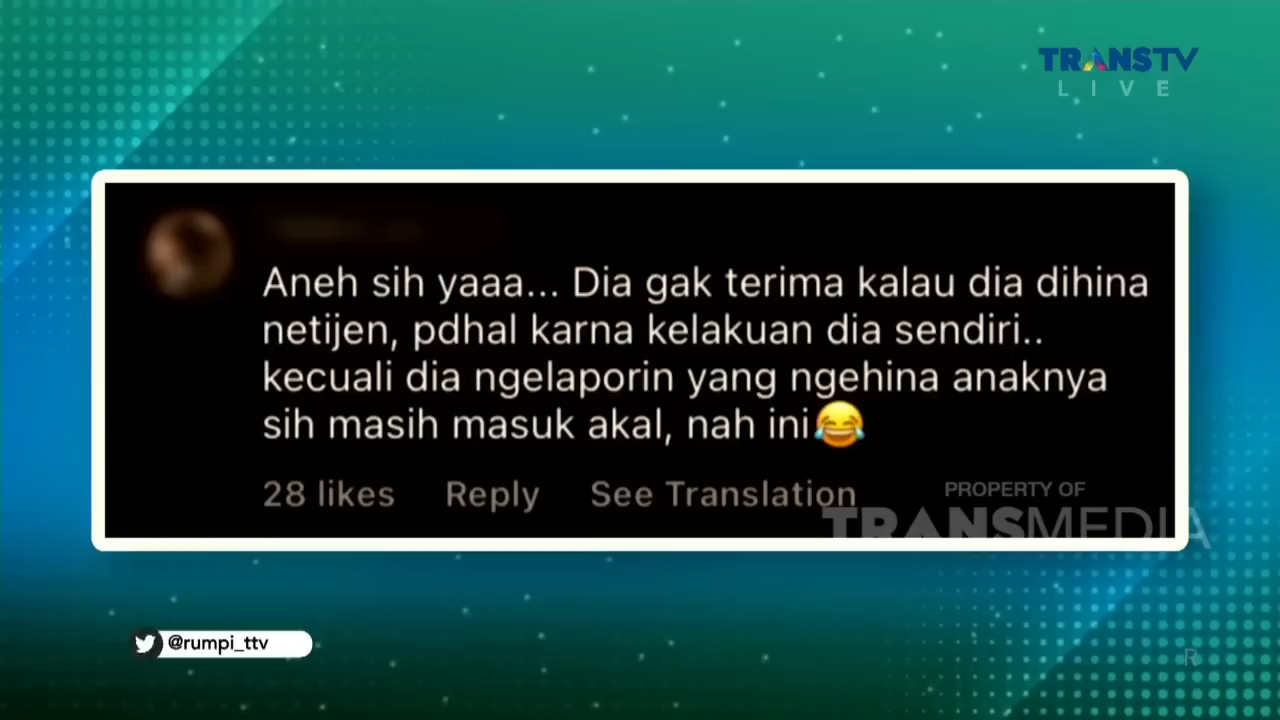 TRANSTV
LIVE
Aneh sih yaaa... Dia gak terima kalau dia dihina
netijen, pdhal karna kelakuan dia sendiri..
kecuali dia ngelaporin yang ngehina anaknya
sih masih masuk akal, nah ini😂
28 likes Reply See Translation
PROPERTY OF
TRANSMEDIA
@rumpi_ttv
R